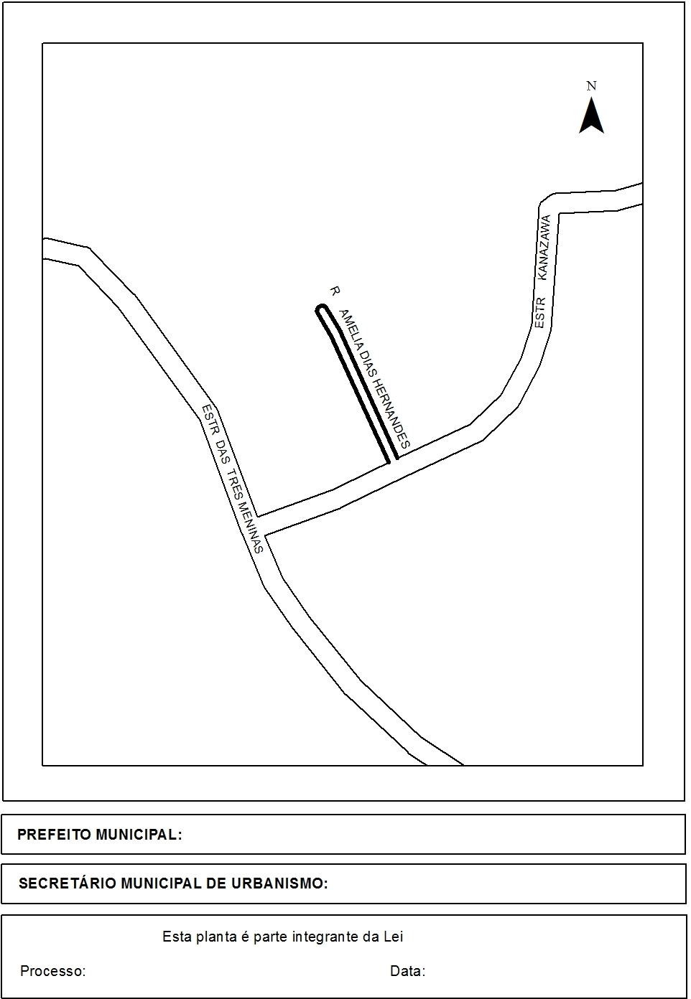 N
ESTR KANAZAWA
R AMELIA DIAS HERNANDES
ESTR DAS TRES MENINAS
PREFEITO MUNICIPAL:
SECRETÁRIO MUNICIPAL DE URBANISMO:
Esta planta é parte integrante da Lei
Processo: Data: